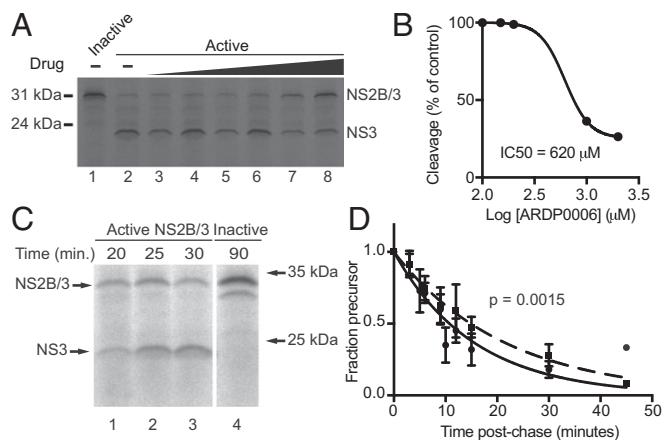 A
Inactive
Active
Drug
31 kDa
24 kDa
NS2B/3
NS3
1 2 3 4 5 6 7 8
B
Cleavage (% of control)
100
50
0
IC50 = 620 μM
2.0 2.5 3.0 3.5
Log [ARDP0006] (μM)
C
Active NS2B/3 Inactive
Time (min.) 20 25 30 90
NS2B/3
NS3
35 kDa
25 kDa
1 2 3 4
D
Fraction precursor
1.0
0.5
0.0
p = 0.0015
0 10 20 30 40 50
Time post-chase (minutes)